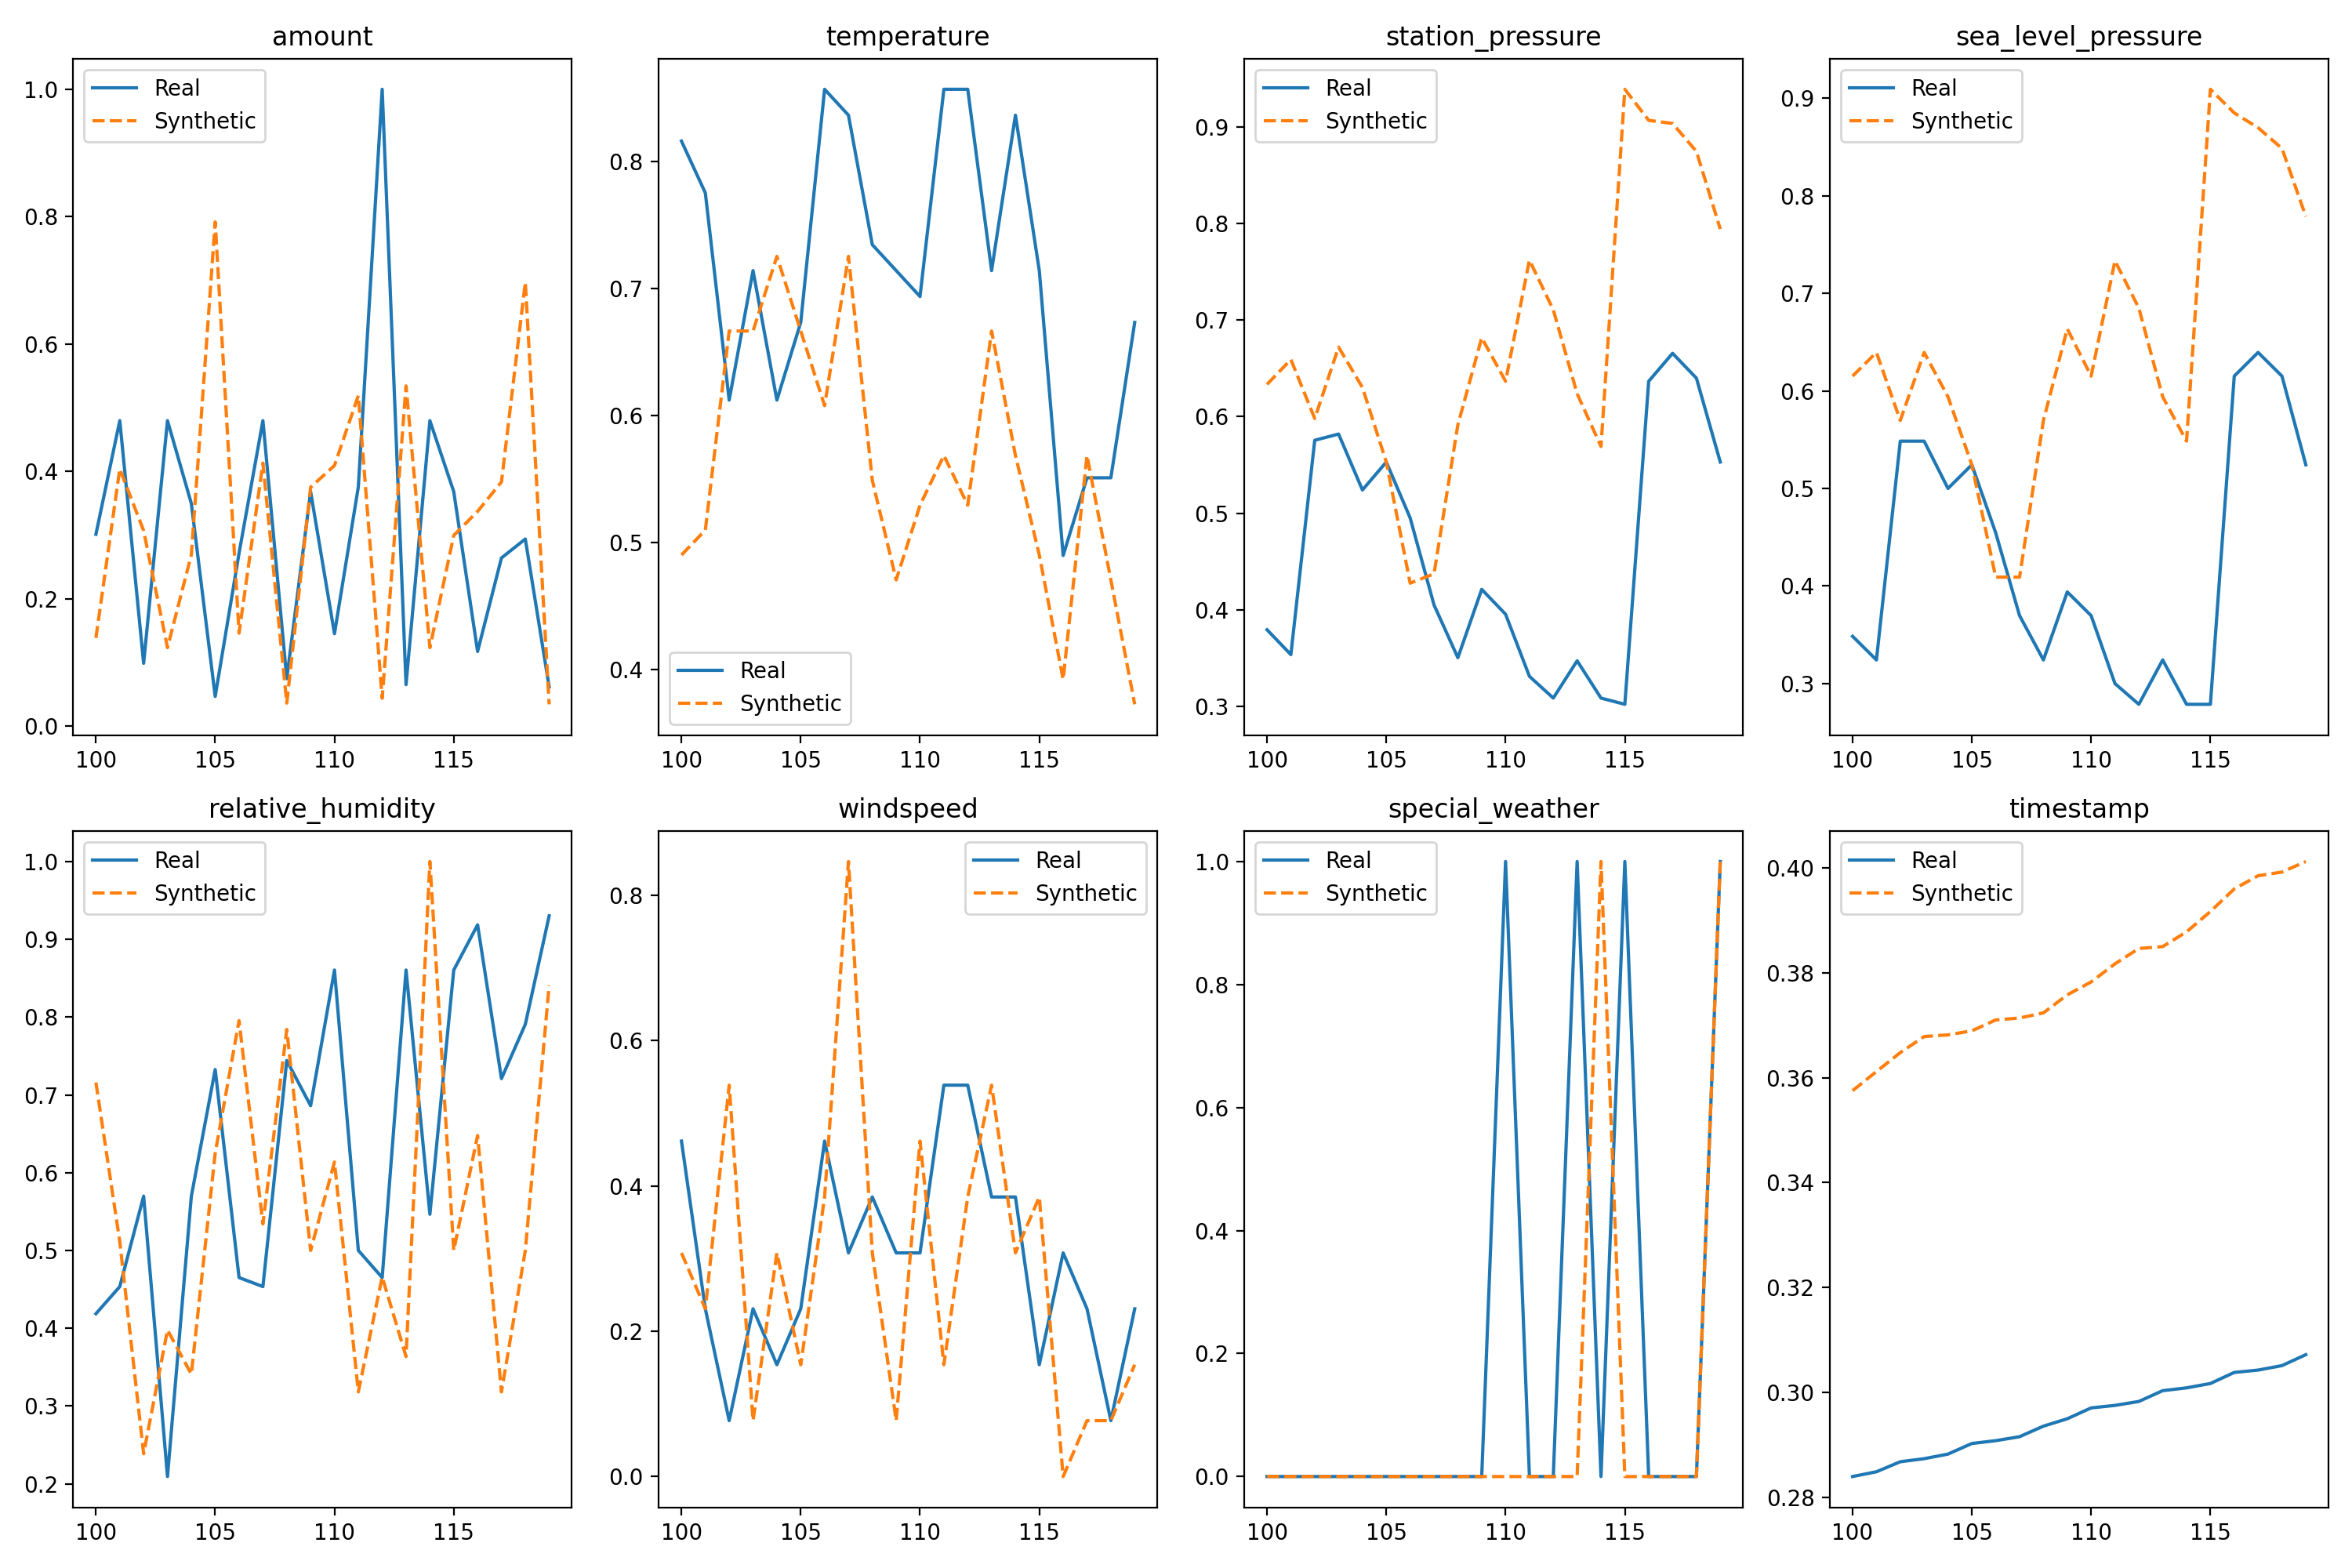 amount
1.0
0.8
0.6
0.4
0.2
0.0
Real
Synthetic
100 105 110 115
temperature
0.8
0.7
0.6
0.5
0.4
Real
Synthetic
100 105 110 115
station_pressure
0.9
0.8
0.7
0.6
0.5
0.4
0.3
Real
Synthetic
100 105 110 115
sea_level_pressure
0.9
0.8
0.7
0.6
0.5
0.4
0.3
Real
Synthetic
100 105 110 115
relative_humidity
1.0
0.9
0.8
0.7
0.6
0.5
0.4
0.3
0.2
Real
Synthetic
100 105 110 115
windspeed
0.8
0.6
0.4
0.2
0.0
Real
Synthetic
100 105 110 115
special_weather
1.0
0.8
0.6
0.4
0.2
0.0
Real
Synthetic
100 105 110 115
timestamp
0.40
0.38
0.36
0.34
0.32
0.30
0.28
Real
Synthetic
100 105 110 115